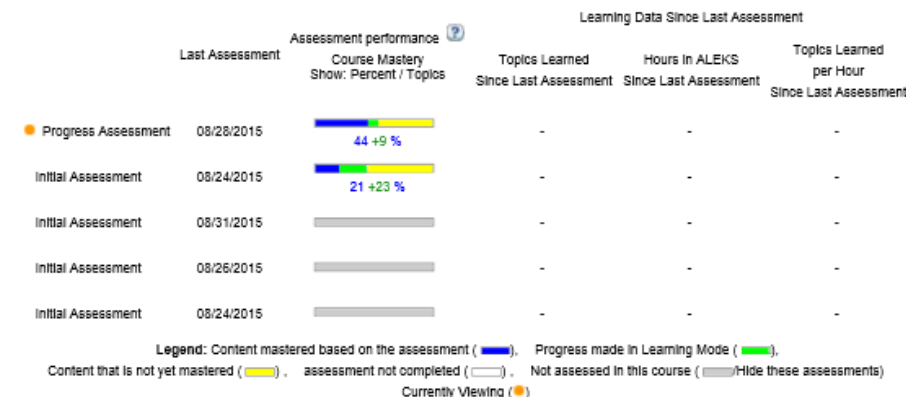 Learning Data Since Last Assessment
Last Assessment
Assessment performance ?
Course Mastery
Show: Percent / Topics
Topics Learned
Since Last Assessment
Hours in ALEKS
Since Last Assessment
Topics Learned
per Hour
Since Last Assessment
Progress Assessment 08/28/2015 - - -
44 +9 %
Initial Assessment 08/24/2015 - - -
21 +23 %
Initial Assessment 08/31/2015 - - -
Initial Assessment 08/26/2015 - - -
Initial Assessment 08/24/2015 - - -
Legend: Content mastered based on the assessment ( ), Progress made in Learning Mode ( ),
Content that is not yet mastered ( ) , assessment not completed ( ) , Not assessed in this course ( /Hide these assessments)
Currently Viewing ( )